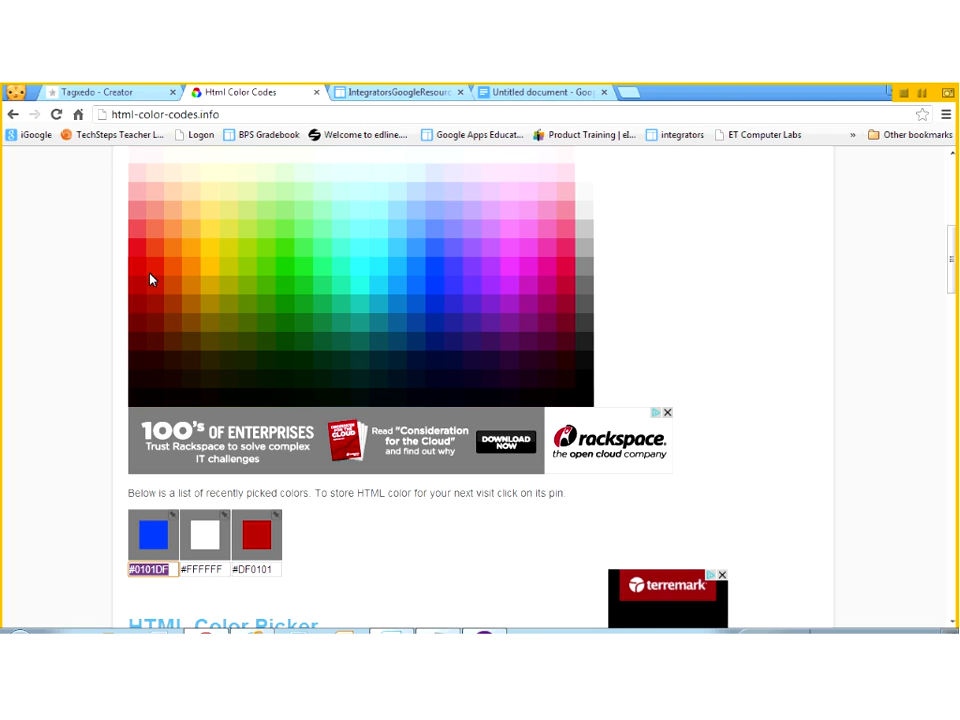 Tagxedo - Creator
Html Color Codes
IntegratorsGoogleResourc
Untitled document - Goo
html-color-codes.info
iGoogle
TechSteps Teacher L...
Logon
BPS Gradebook
Welcome to edline....
Google Apps Educat...
Product Training | el...
integrators
ET Computer Labs
»
Other bookmarks
100's OF ENTERPRISES
Trust Rackspace to solve complex
IT challenges
Read "Consideration
for the Cloud"
and find out why
DOWNLOAD
NOW
rackspace.
the open cloud company
Below is a list of recently picked colors. To store HTML color for your next visit click on its pin.
#0101DF
#FFFFFF
#DF0101
terremark
HTML Color Picker